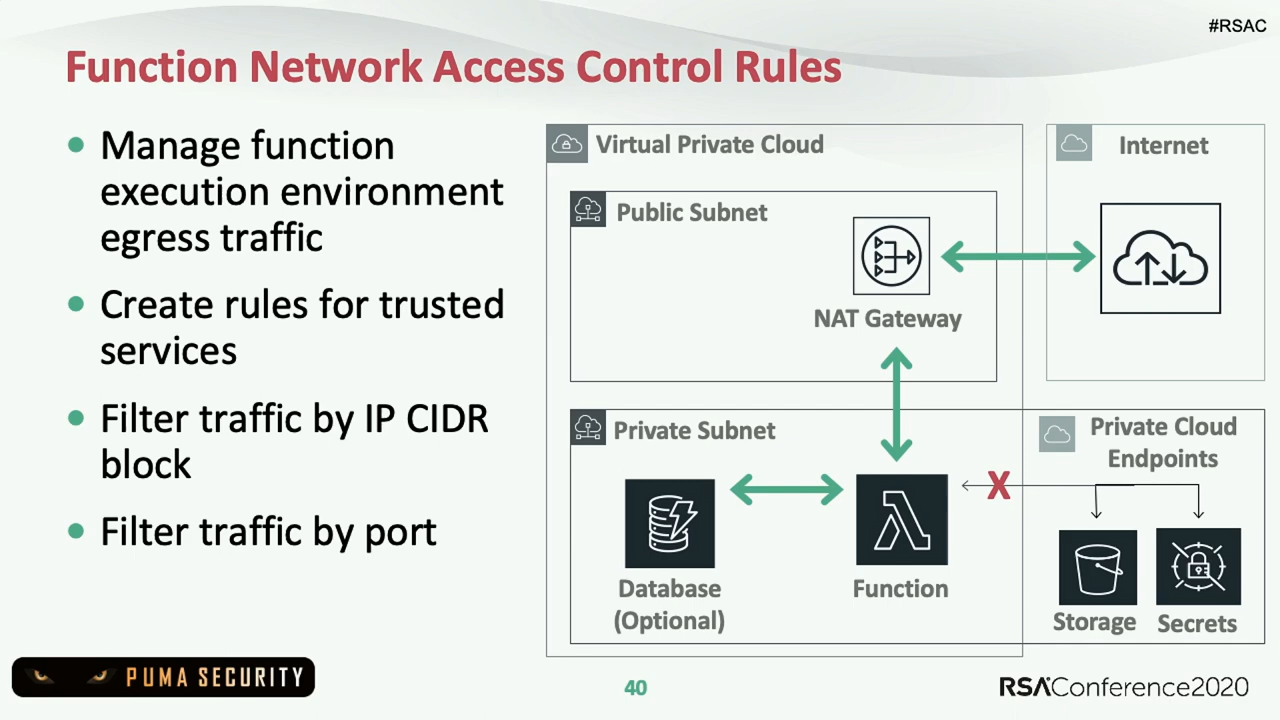 #RSAC
Function Network Access Control Rules
• Manage function
execution environment
egress traffic
• Create rules for trusted
services
• Filter traffic by IP CIDR
block
• Filter traffic by port
Virtual Private Cloud
Internet
Public Subnet
NAT Gateway
Private Subnet
Private Cloud
Endpoints
X
Database
(Optional)
Function
Storage
Secrets
PUMA SECURITY
40
RSAConference2020